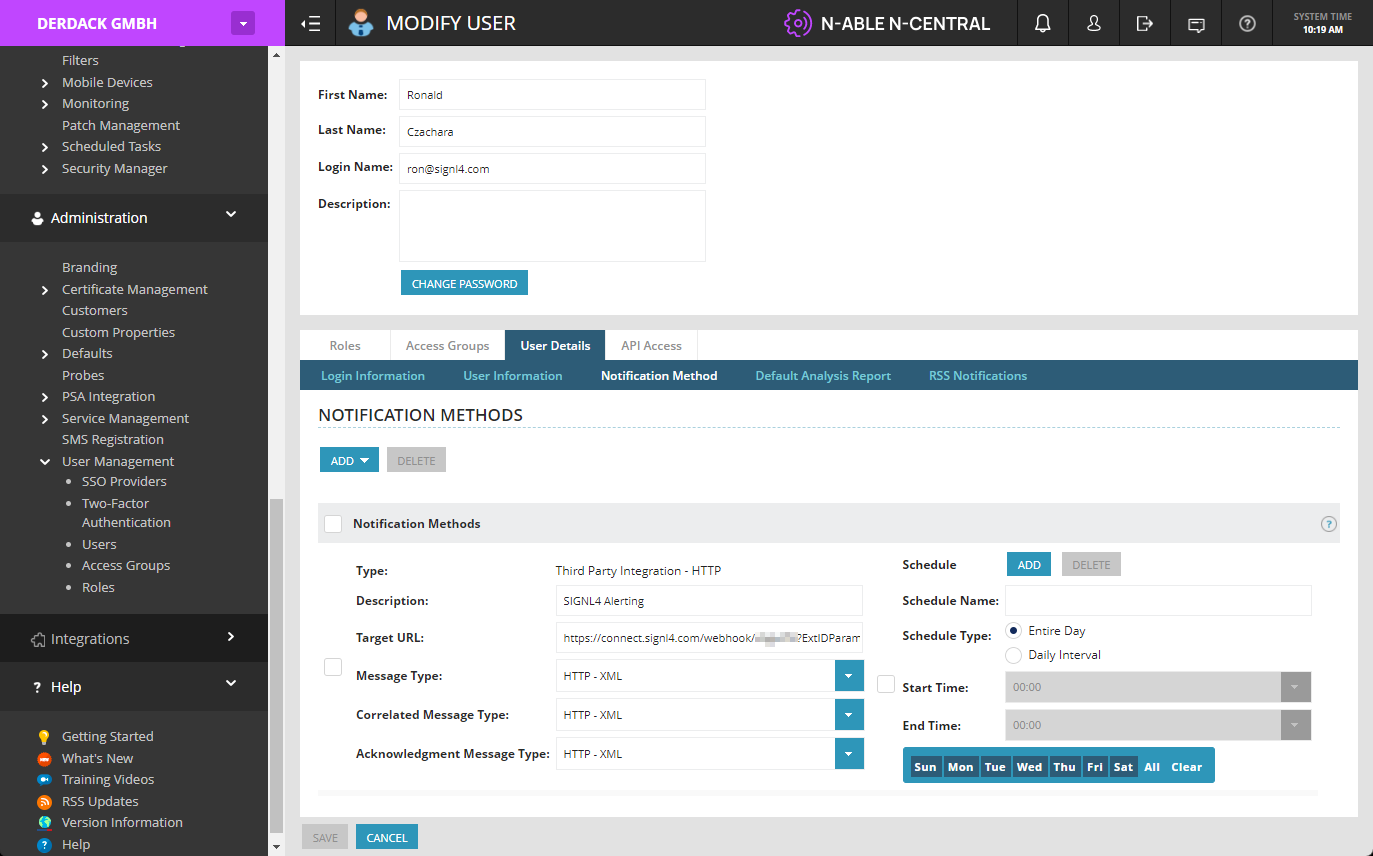 DERDACK GMBH
MODIFY USER
N-ABLE N-CENTRAL
SYSTEM TIME
10:19 AM
Filters
Mobile Devices
Monitoring
Patch Management
Scheduled Tasks
Security Manager
Administration
Branding
Certificate Management
Customers
Custom Properties
Defaults
Probes
PSA Integration
Service Management
SMS Registration
User Management
SSO Providers
Two-Factor
Authentication
Users
Access Groups
Roles
Integrations
? Help
Getting Started
What's New
Training Videos
RSS Updates
Version Information
? Help
First Name: Ronald
Last Name: Czachara
Login Name: ron@signl4.com
Description:
CHANGE PASSWORD
Roles Access Groups User Details API Access
Login Information User Information Notification Method Default Analysis Report RSS Notifications
NOTIFICATION METHODS
ADD DELETE
Notification Methods ?
Type: Third Party Integration - HTTP
Description: SIGNL4 Alerting
Target URL: https://connect.signl4.com/webhook/ ?ExtIDParam
Message Type: HTTP - XML
Correlated Message Type: HTTP - XML
Acknowledgment Message Type: HTTP - XML
Schedule ADD DELETE
Schedule Name:
Schedule Type: Entire Day
Daily Interval
Start Time: 00:00
End Time: 00:00
Sun Mon Tue Wed Thu Fri Sat All Clear
SAVE CANCEL